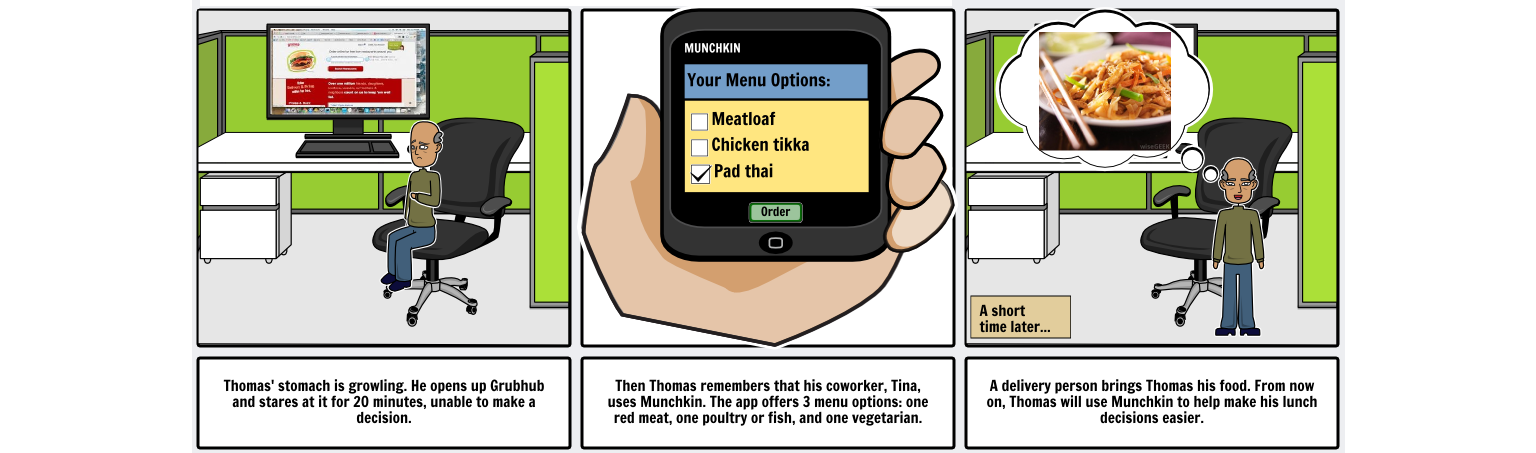 MUNCHKIN
Your Menu Options:
Meatloaf
Chicken tikka
Pad thai
Order
wiseGEEK
A short
time later...
Thomas' stomach is growling. He opens up Grubhub
and stares at it for 20 minutes, unable to make a
decision.
Then Thomas remembers that his coworker, Tina,
uses Munchkin. The app offers 3 menu options: one
red meat, one poultry or fish, and one vegetarian.
A delivery person brings Thomas his food. From now
on, Thomas will use Munchkin to help make his lunch
decisions easier.